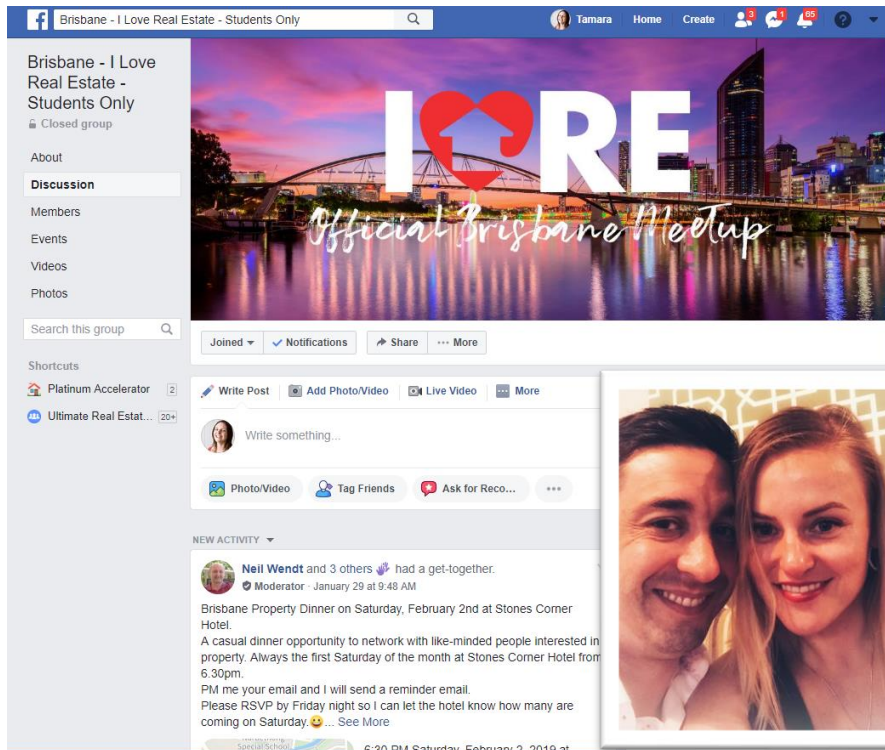 Brisbane - I Love Real Estate - Students Only
Tamara
Home
Create
3
1
65
?
Brisbane - I Love
Real Estate -
Students Only
Closed group
About
Discussion
Members
Events
Videos
Photos
Search this group
Shortcuts
Platinum Accelerator 2
Ultimate Real Estat... 20+
I RE
Official Brisbane Meetup
Joined
Notifications
Share
More
Write Post
Add Photo/Video
Live Video
More
Write something...
Photo/Video
Tag Friends
Ask for Reco...
NEW ACTIVITY
Neil Wendt and 3 others had a get-together.
Moderator · January 29 at 9:48 AM
Brisbane Property Dinner on Saturday, February 2nd at Stones Corner
Hotel.
A casual dinner opportunity to network with like-minded people interested in
property. Always the first Saturday of the month at Stones Corner Hotel from
6.30pm.
PM me your email and I will send a reminder email.
Please RSVP by Friday night so I can let the hotel know how many are
coming on Saturday. ... See More
Special School
6:30 PM Saturday, February 2, 2019 at